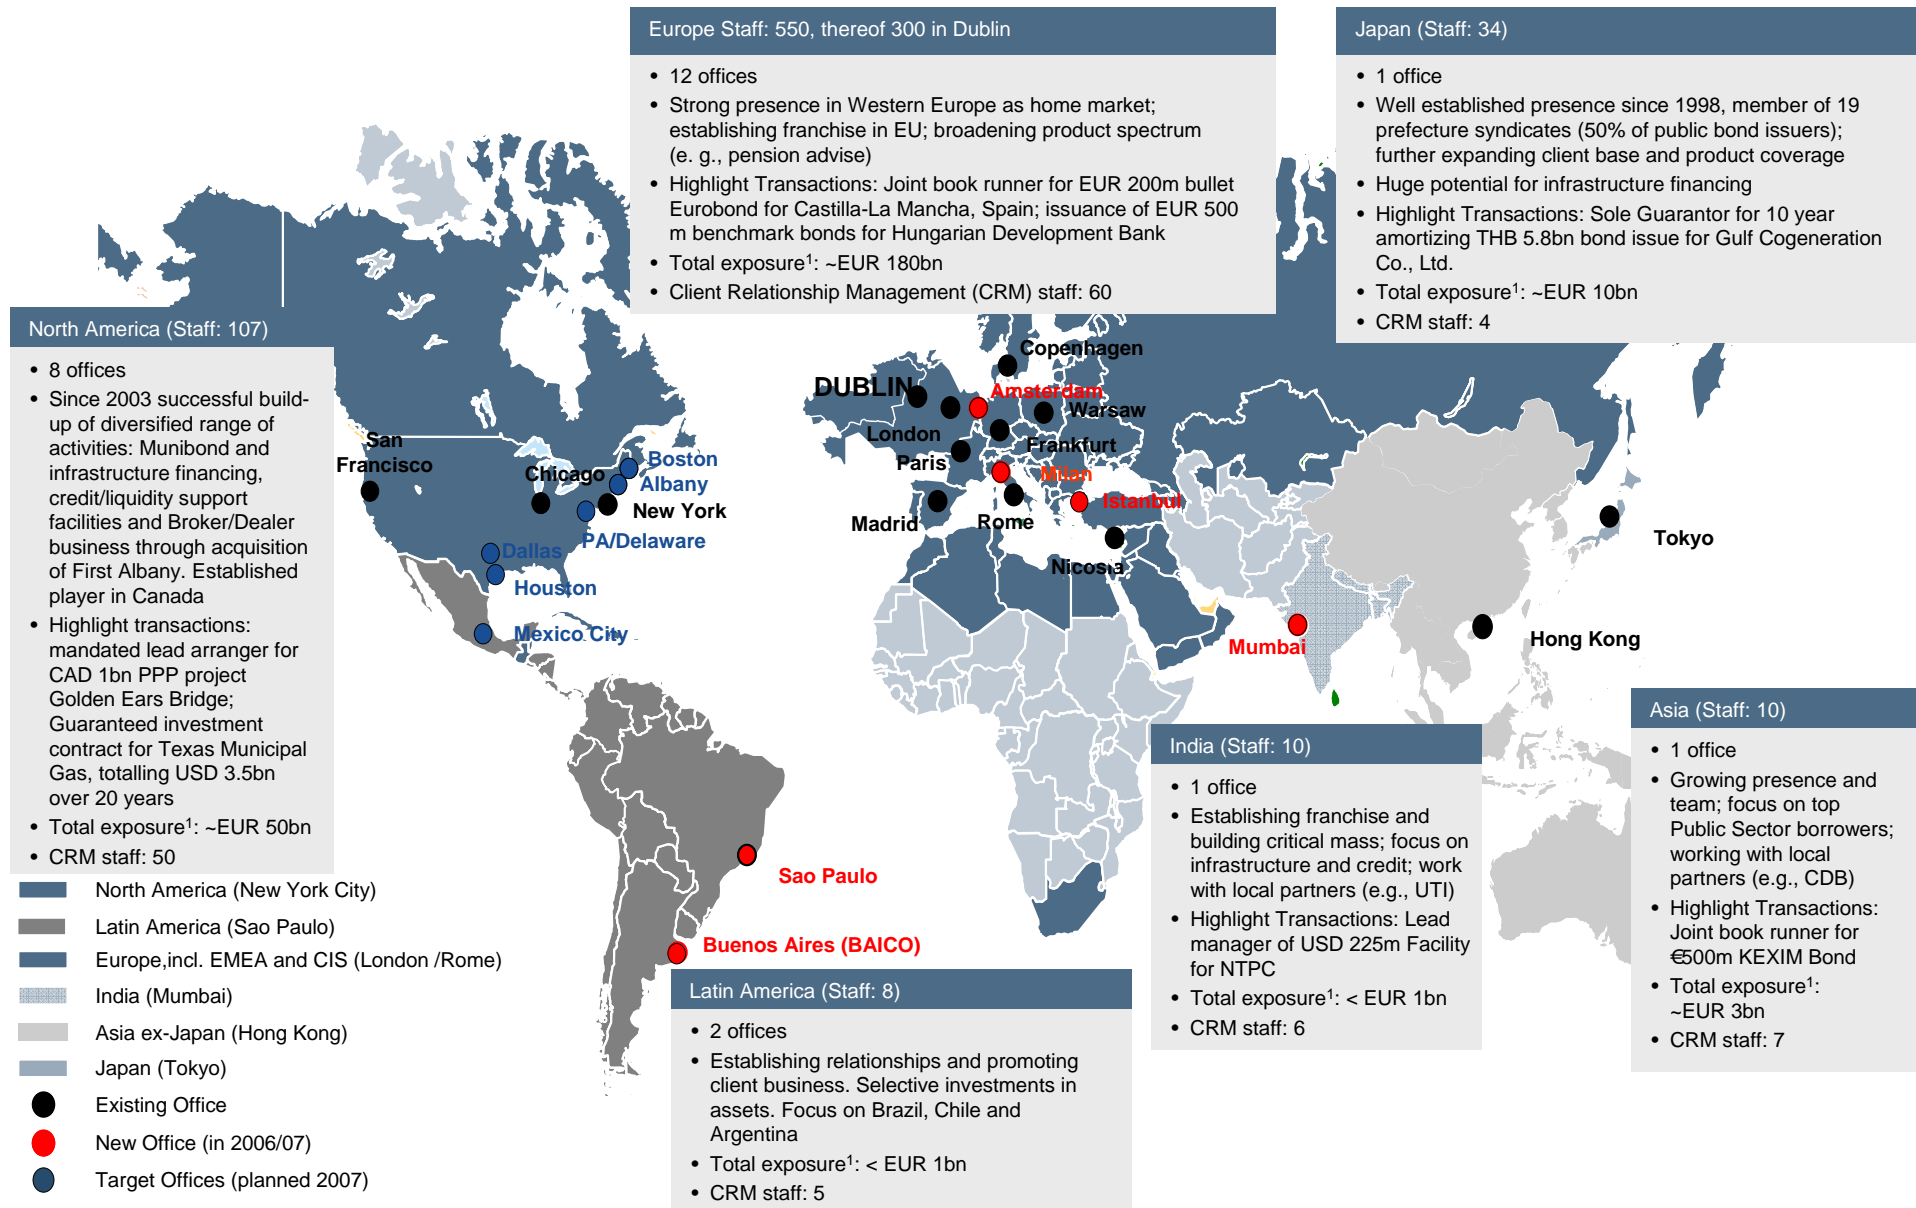 Europe Staff: 550, thereof 300 in Dublin
• 12 offices
• Strong presence in Western Europe as home market;
establishing franchise in EU; broadening product spectrum
(e. g., pension advise)
• Highlight Transactions: Joint book runner for EUR 200m bullet
Eurobond for Castilla-La Mancha, Spain; issuance of EUR 500
m benchmark bonds for Hungarian Development Bank
• Total exposure¹: ~EUR 180bn
• Client Relationship Management (CRM) staff: 60
Japan (Staff: 34)
• 1 office
• Well established presence since 1998, member of 19
prefecture syndicates (50% of public bond issuers);
further expanding client base and product coverage
• Huge potential for infrastructure financing
• Highlight Transactions: Sole Guarantor for 10 year
amortizing THB 5.8bn bond issue for Gulf Cogeneration
Co., Ltd.
• Total exposure¹: ~EUR 10bn
• CRM staff: 4
North America (Staff: 107)
• 8 offices
• Since 2003 successful build-
up of diversified range of
activities: Munibond and
infrastructure financing,
credit/liquidity support
facilities and Broker/Dealer
business through acquisition
of First Albany. Established
player in Canada
• Highlight transactions:
mandated lead arranger for
CAD 1bn PPP project
Golden Ears Bridge;
Guaranteed investment
contract for Texas Municipal
Gas, totalling USD 3.5bn
over 20 years
• Total exposure¹: ~EUR 50bn
• CRM staff: 50
San
Francisco
Chicago
Boston
Albany
New York
PA/Delaware
Dallas
Houston
Mexico City
Copenhagen
DUBLIN
Amsterdam
Warsaw
London
Frankfurt
Paris
Milan
Istanbul
Madrid
Rome
Nicosia
Tokyo
Mumbai
Hong Kong
Sao Paulo
Buenos Aires (BAICO)
India (Staff: 10)
• 1 office
• Establishing franchise and
building critical mass; focus on
infrastructure and credit; work
with local partners (e.g., UTI)
• Highlight Transactions: Lead
manager of USD 225m Facility
for NTPC
• Total exposure¹: < EUR 1bn
• CRM staff: 6
Asia (Staff: 10)
• 1 office
• Growing presence and
team; focus on top
Public Sector borrowers;
working with local
partners (e.g., CDB)
• Highlight Transactions:
Joint book runner for
€500m KEXIM Bond
• Total exposure¹:
~EUR 3bn
• CRM staff: 7
Latin America (Staff: 8)
• 2 offices
• Establishing relationships and promoting
client business. Selective investments in
assets. Focus on Brazil, Chile and
Argentina
• Total exposure¹: < EUR 1bn
• CRM staff: 5
North America (New York City)
Latin America (Sao Paulo)
Europe,incl. EMEA and CIS (London /Rome)
India (Mumbai)
Asia ex-Japan (Hong Kong)
Japan (Tokyo)
Existing Office
New Office (in 2006/07)
Target Offices (planned 2007)